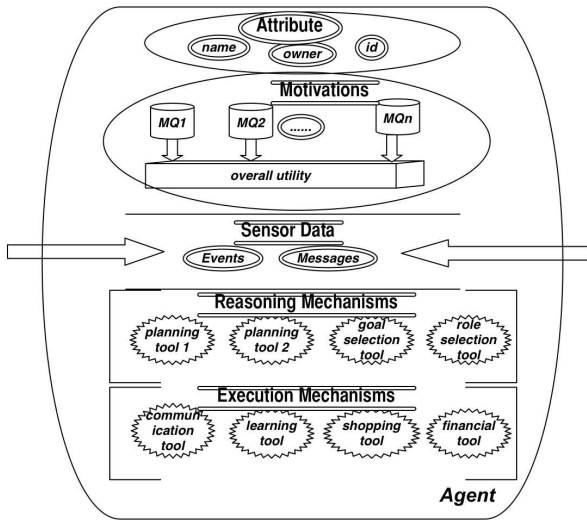 Attribute
name
owner
id
Motivations
MQ1
MQ2
......
MQn
overall utility
Sensor Data
Events
Messages
Reasoning Mechanisms
planning
tool 1
planning
tool 2
goal
selection
tool
role
selection
tool
Execution Mechanisms
commun
ication
tool
learning
tool
shopping
tool
financial
tool
Agent